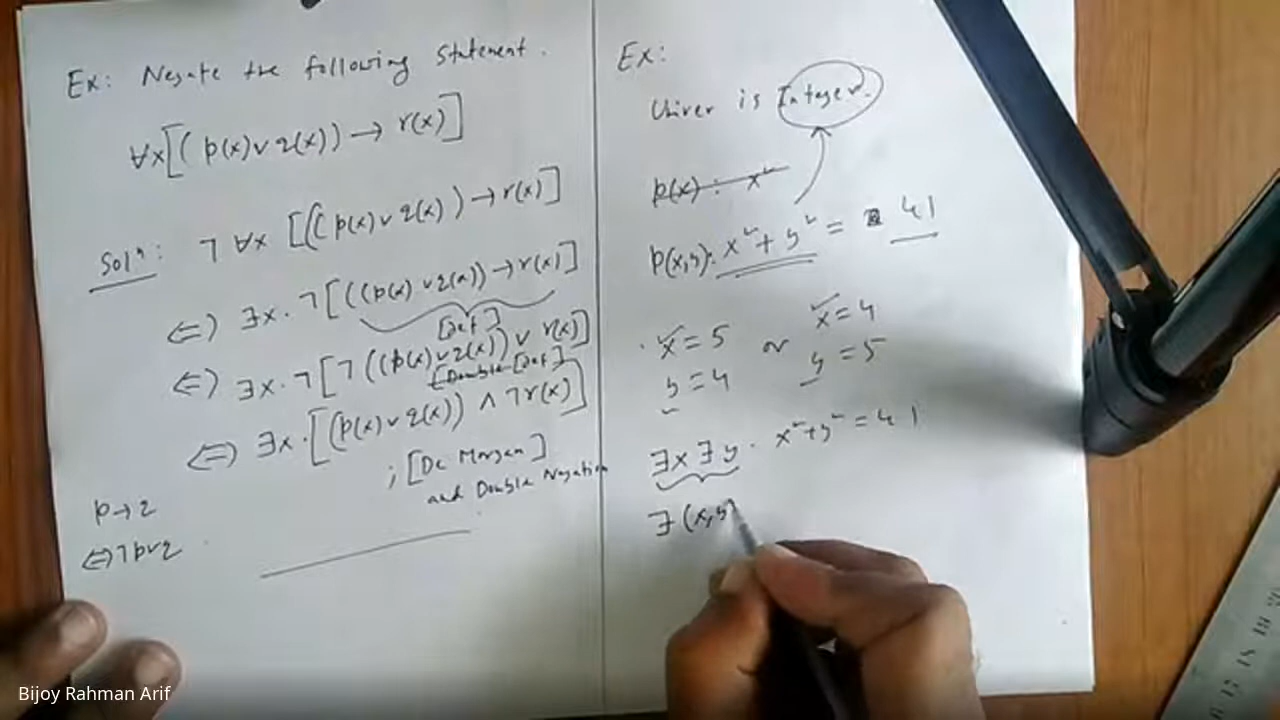 Ex: Negate the following statement.
∀x[(p(x)∨q(x)) → r(x)]
Solⁿ: ¬ ∀x [((p(x)∨q(x)) → r(x)]
⇔ ∃x. ¬[((p(x)∨q(x)) → r(x)]
[Def]
⇔ ∃x. ¬[¬((p(x)∨q(x)) ∨ r(x)]
⇔ ∃x. [(p(x)∨q(x)) ∧ ¬r(x)]
; [De Morgan]
and Double Negation
p → q
⇔ ¬p∨q
Ex:
Univer is Integer.
p(x): x²
p(x,y): x² + y² = 41
x = 5 or x = 4
y = 4 y = 5
∃x ∃y. x²+y² = 41
∃ (x,y)
Bijoy Rahman Arif